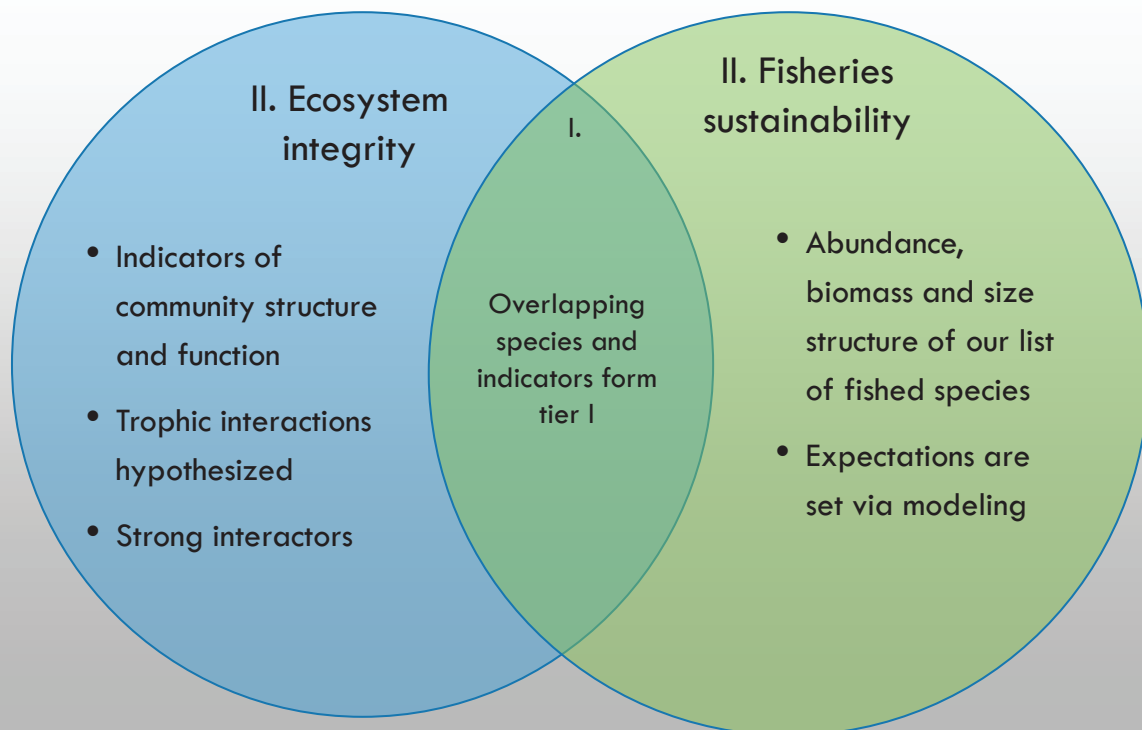 II. Ecosystem
integrity
• Indicators of
community structure
and function
• Trophic interactions
hypothesized
• Strong interactors
I.
Overlapping
species and
indicators form
tier I
II. Fisheries
sustainability
• Abundance,
biomass and size
structure of our list
of fished species
• Expectations are
set via modeling